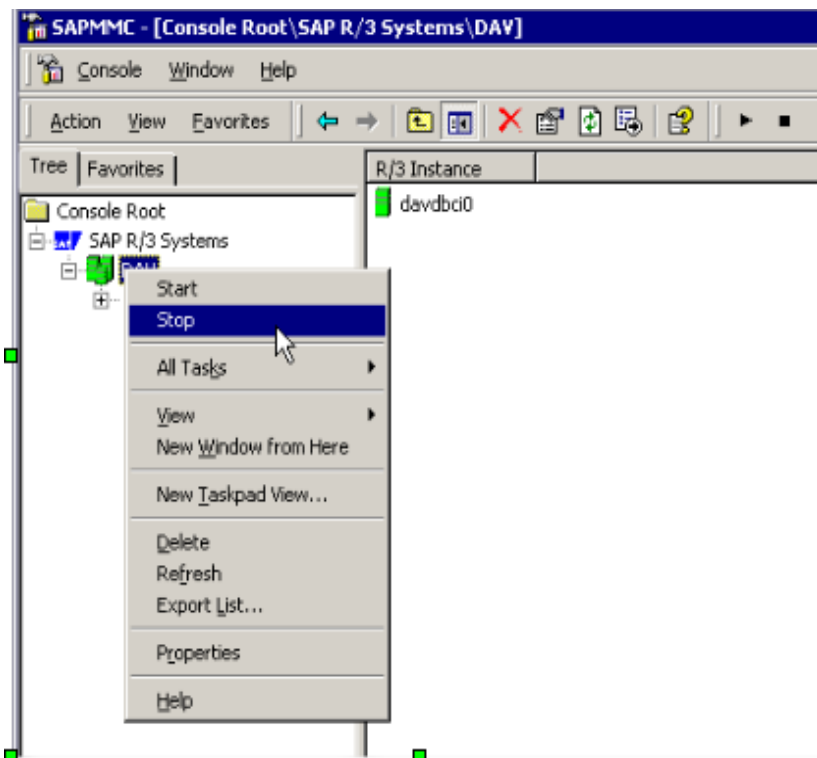 SAPMMC - [Console Root\SAP R/3 Systems\DAV]
Console Window Help
Action View Favorites
Tree Favorites
R/3 Instance
Console Root
davdbci0
SAP R/3 Systems
Start
Stop
All Tasks
View
New Window from Here
New Taskpad View...
Delete
Refresh
Export List...
Properties
Help